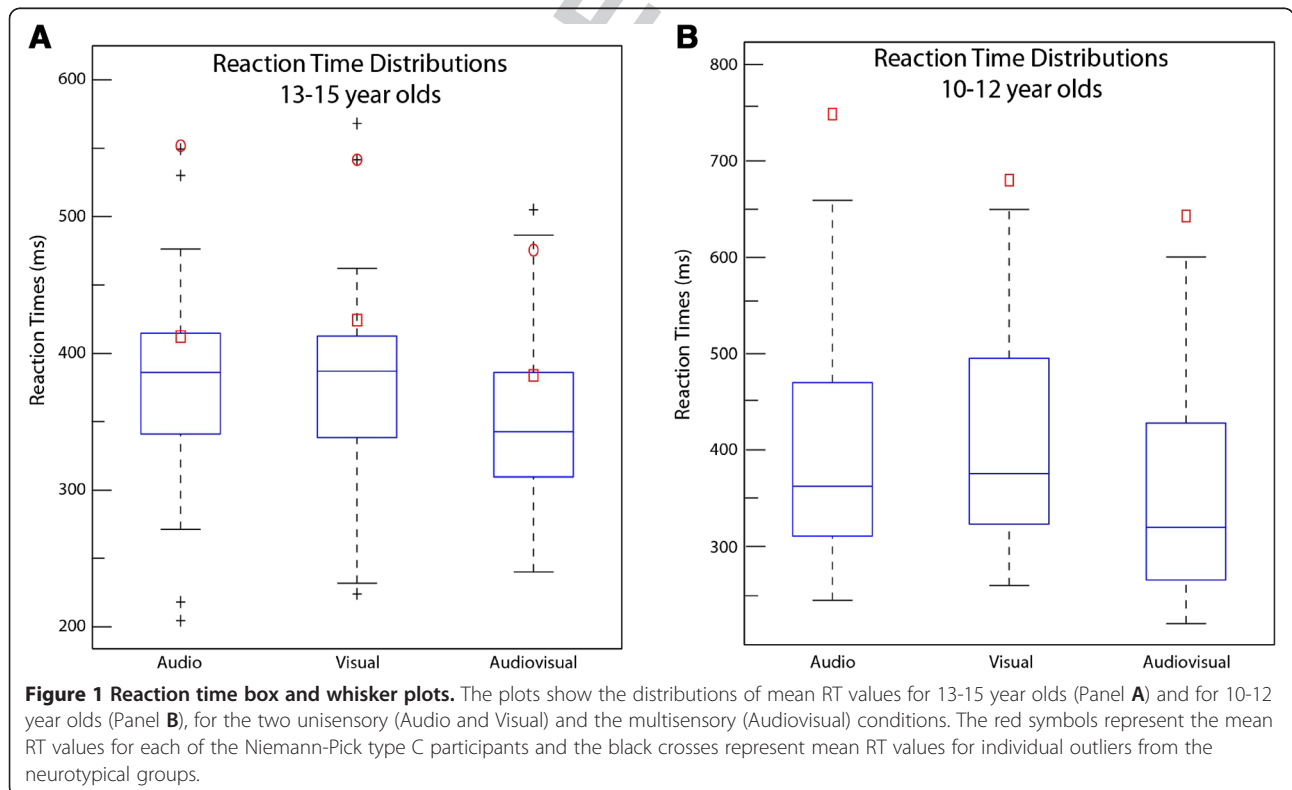 A
Reaction Time Distributions
13-15 year olds
600
500
400
300
200
Reaction Times (ms)
Audio Visual Audiovisual
B
Reaction Time Distributions
10-12 year olds
800
700
600
500
400
300
Reaction Times (ms)
Audio Visual Audiovisual
Figure 1 Reaction time box and whisker plots. The plots show the distributions of mean RT values for 13-15 year olds (Panel A) and for 10-12
year olds (Panel B), for the two unisensory (Audio and Visual) and the multisensory (Audiovisual) conditions. The red symbols represent the mean
RT values for each of the Niemann-Pick type C participants and the black crosses represent mean RT values for individual outliers from the
neurotypical groups.